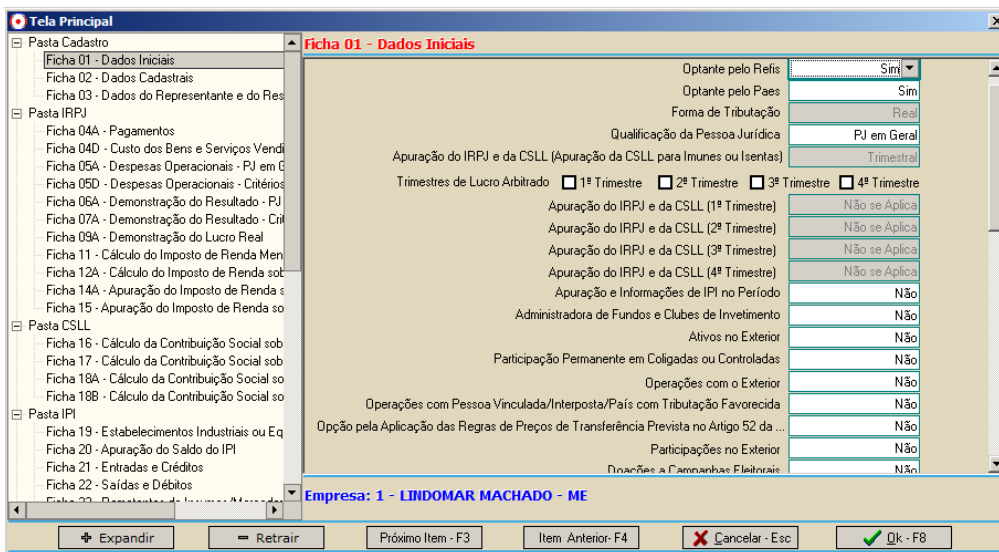 Tela Principal
Pasta Cadastro
Ficha 01 - Dados Iniciais
Ficha 02 - Dados Cadastrais
Ficha 03 - Dados do Representante e do Res
Pasta IRPJ
Ficha 04A - Pagamentos
Ficha 04D - Custo dos Bens e Serviços Vendi
Ficha 05A - Despesas Operacionais - PJ em G
Ficha 05D - Despesas Operacionais - Critérios
Ficha 06A - Demonstração do Resultado - PJ
Ficha 07A - Demonstração do Resultado - Crit
Ficha 09A - Demonstração do Lucro Real
Ficha 11 - Cálculo do Imposto de Renda Men
Ficha 12A - Cálculo do Imposto de Renda sob
Ficha 14A - Apuração do Imposto de Renda s
Ficha 15 - Apuração do Imposto de Renda so
Pasta CSLL
Ficha 16 - Cálculo da Contribuição Social sob
Ficha 17 - Cálculo da Contribuição Social sob
Ficha 18A - Cálculo da Contribuição Social so
Ficha 18B - Cálculo da Contribuição Social so
Pasta IPI
Ficha 19 - Estabelecimentos Industriais ou Eq
Ficha 20 - Apuração do Saldo do IPI
Ficha 21 - Entradas e Créditos
Ficha 22 - Saídas e Débitos
Ficha 01 - Dados Iniciais
Optante pelo Refis Sim
Optante pelo Paes Sim
Forma de Tributação Real
Qualificação da Pessoa Jurídica PJ em Geral
Apuração do IRPJ e da CSLL (Apuração da CSLL para Imunes ou Isentas) Trimestral
Trimestres de Lucro Arbitrado 1º Trimestre 2º Trimestre 3º Trimestre 4º Trimestre
Apuração do IRPJ e da CSLL (1º Trimestre) Não se Aplica
Apuração do IRPJ e da CSLL (2º Trimestre) Não se Aplica
Apuração do IRPJ e da CSLL (3º Trimestre) Não se Aplica
Apuração do IRPJ e da CSLL (4º Trimestre) Não se Aplica
Apuração e Informações de IPI no Período Não
Administradora de Fundos e Clubes de Invetimento Não
Ativos no Exterior Não
Participação Permanente em Coligadas ou Controladas Não
Operações com o Exterior Não
Operações com Pessoa Vinculada/Interposta/País com Tributação Favorecida Não
Opção pela Aplicação das Regras de Preços de Transferência Prevista no Artigo 52 da ... Não
Participações no Exterior Não
Doações a Campanhas Eleitorais Não
Empresa: 1 - LINDOMAR MACHADO - ME
Expandir Retrair Próximo Item - F3 Item Anterior- F4 Cancelar - Esc Ok - F8